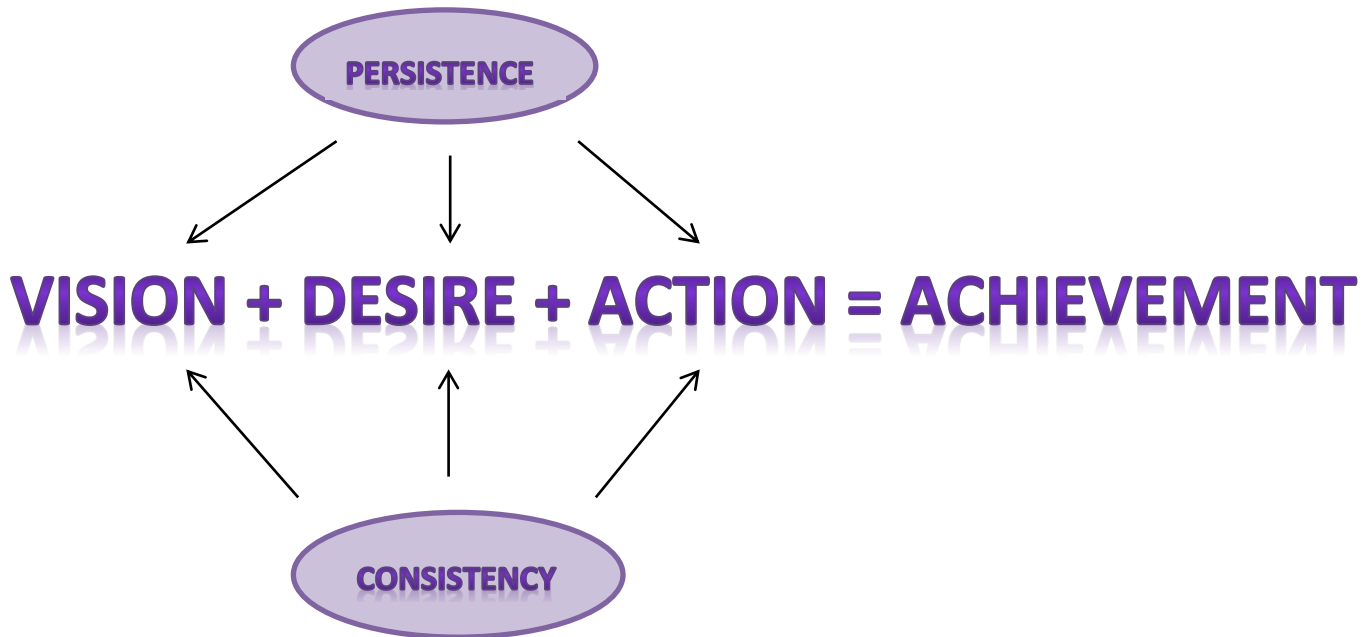 PERSISTENCE
VISION + DESIRE + ACTION = ACHIEVEMENT
CONSISTENCY